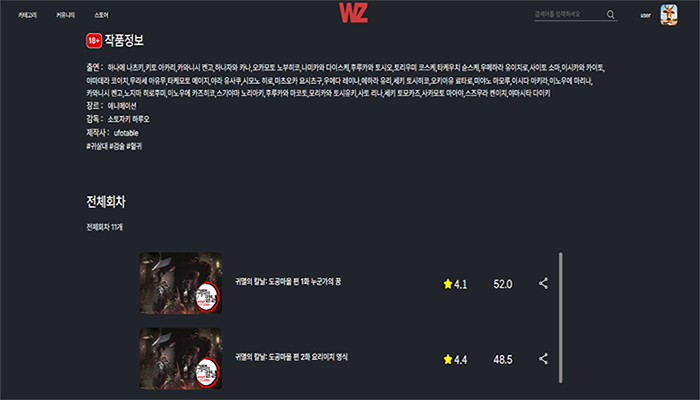 카테고리 커뮤니티 스토어 WZ 검색어를 입력하세요 user
18+ 작품정보
출연 : 하나에 나츠키,키토 아카리,카와니시 켄고,하나자와 카나,오카모토 노부히코,나미카와 다이스케,후루카와 토시오,토리우미 코스케,타케우치 슌스케,우메하라 유이치로,사이토 소마,이시카와 카이토,
야마데라 코이치,무라세 아유무,타케모토 에이지,야라 유사쿠,시모노 히로,미츠오카 요시츠구,우에다 레이나,에하라 유리,세키 토시히코,오키아유 료타로,미야노 마모루,이시다 아키라,이노우에 마리나,
카와니시 켄고,노지마 히로후미,이노우에 카즈히코,스기야마 노리아키,후루카와 마코토,모리카와 토시유키,사토 리나,세키 토모카즈,사카모토 마아야,스즈무라 켄이치,야마시타 다이키
장르 : 애니메이션
감독 : 소토자키 하루오
제작사 : ufotable
#귀살대 #검술 #혈귀
전체회차
전체회차 11개
귀멸의 칼날: 도공마을 편 1화 누군가의 꿈 4.1 52.0
귀멸의 칼날: 도공마을 편 2화 요리이치 영식 4.4 48.5